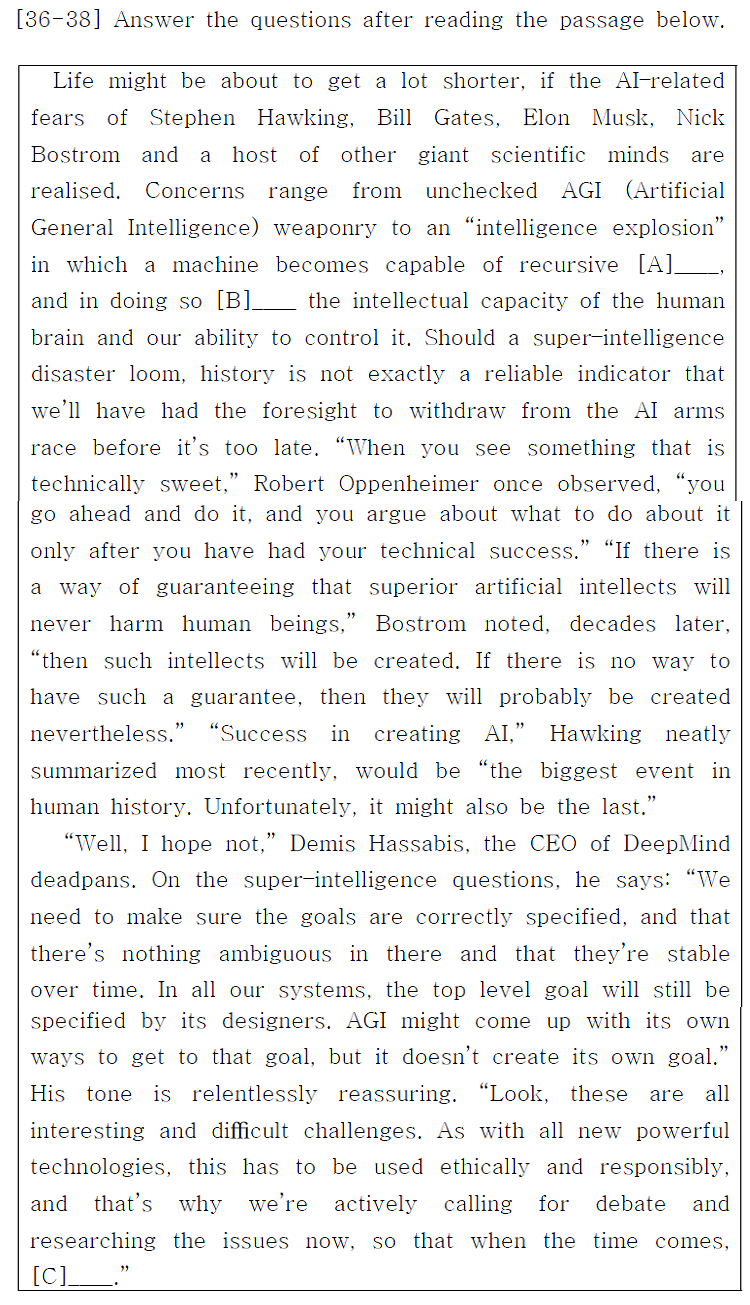 [36-38] Answer the questions after reading the passage below.
Life might be about to get a lot shorter, if the AI-related
fears of Stephen Hawking, Bill Gates, Elon Musk, Nick
Bostrom and a host of other giant scientific minds are
realised. Concerns range from unchecked AGI (Artificial
General Intelligence) weaponry to an “intelligence explosion”
in which a machine becomes capable of recursive [A]____,
and in doing so [B]____ the intellectual capacity of the human
brain and our ability to control it. Should a super-intelligence
disaster loom, history is not exactly a reliable indicator that
we’ll have had the foresight to withdraw from the AI arms
race before it’s too late. “When you see something that is
technically sweet,” Robert Oppenheimer once observed, “you
go ahead and do it, and you argue about what to do about it
only after you have had your technical success.” “If there is
a way of guaranteeing that superior artificial intellects will
never harm human beings,” Bostrom noted, decades later,
“then such intellects will be created. If there is no way to
have such a guarantee, then they will probably be created
nevertheless.” “Success in creating AI,” Hawking neatly
summarized most recently, would be “the biggest event in
human history. Unfortunately, it might also be the last.”
“Well, I hope not,” Demis Hassabis, the CEO of DeepMind
deadpans. On the super-intelligence questions, he says: “We
need to make sure the goals are correctly specified, and that
there’s nothing ambiguous in there and that they’re stable
over time. In all our systems, the top level goal will still be
specified by its designers. AGI might come up with its own
ways to get to that goal, but it doesn’t create its own goal.”
His tone is relentlessly reassuring. “Look, these are all
interesting and difficult challenges. As with all new powerful
technologies, this has to be used ethically and responsibly,
and that’s why we’re actively calling for debate and
researching the issues now, so that when the time comes,
[C]____.”